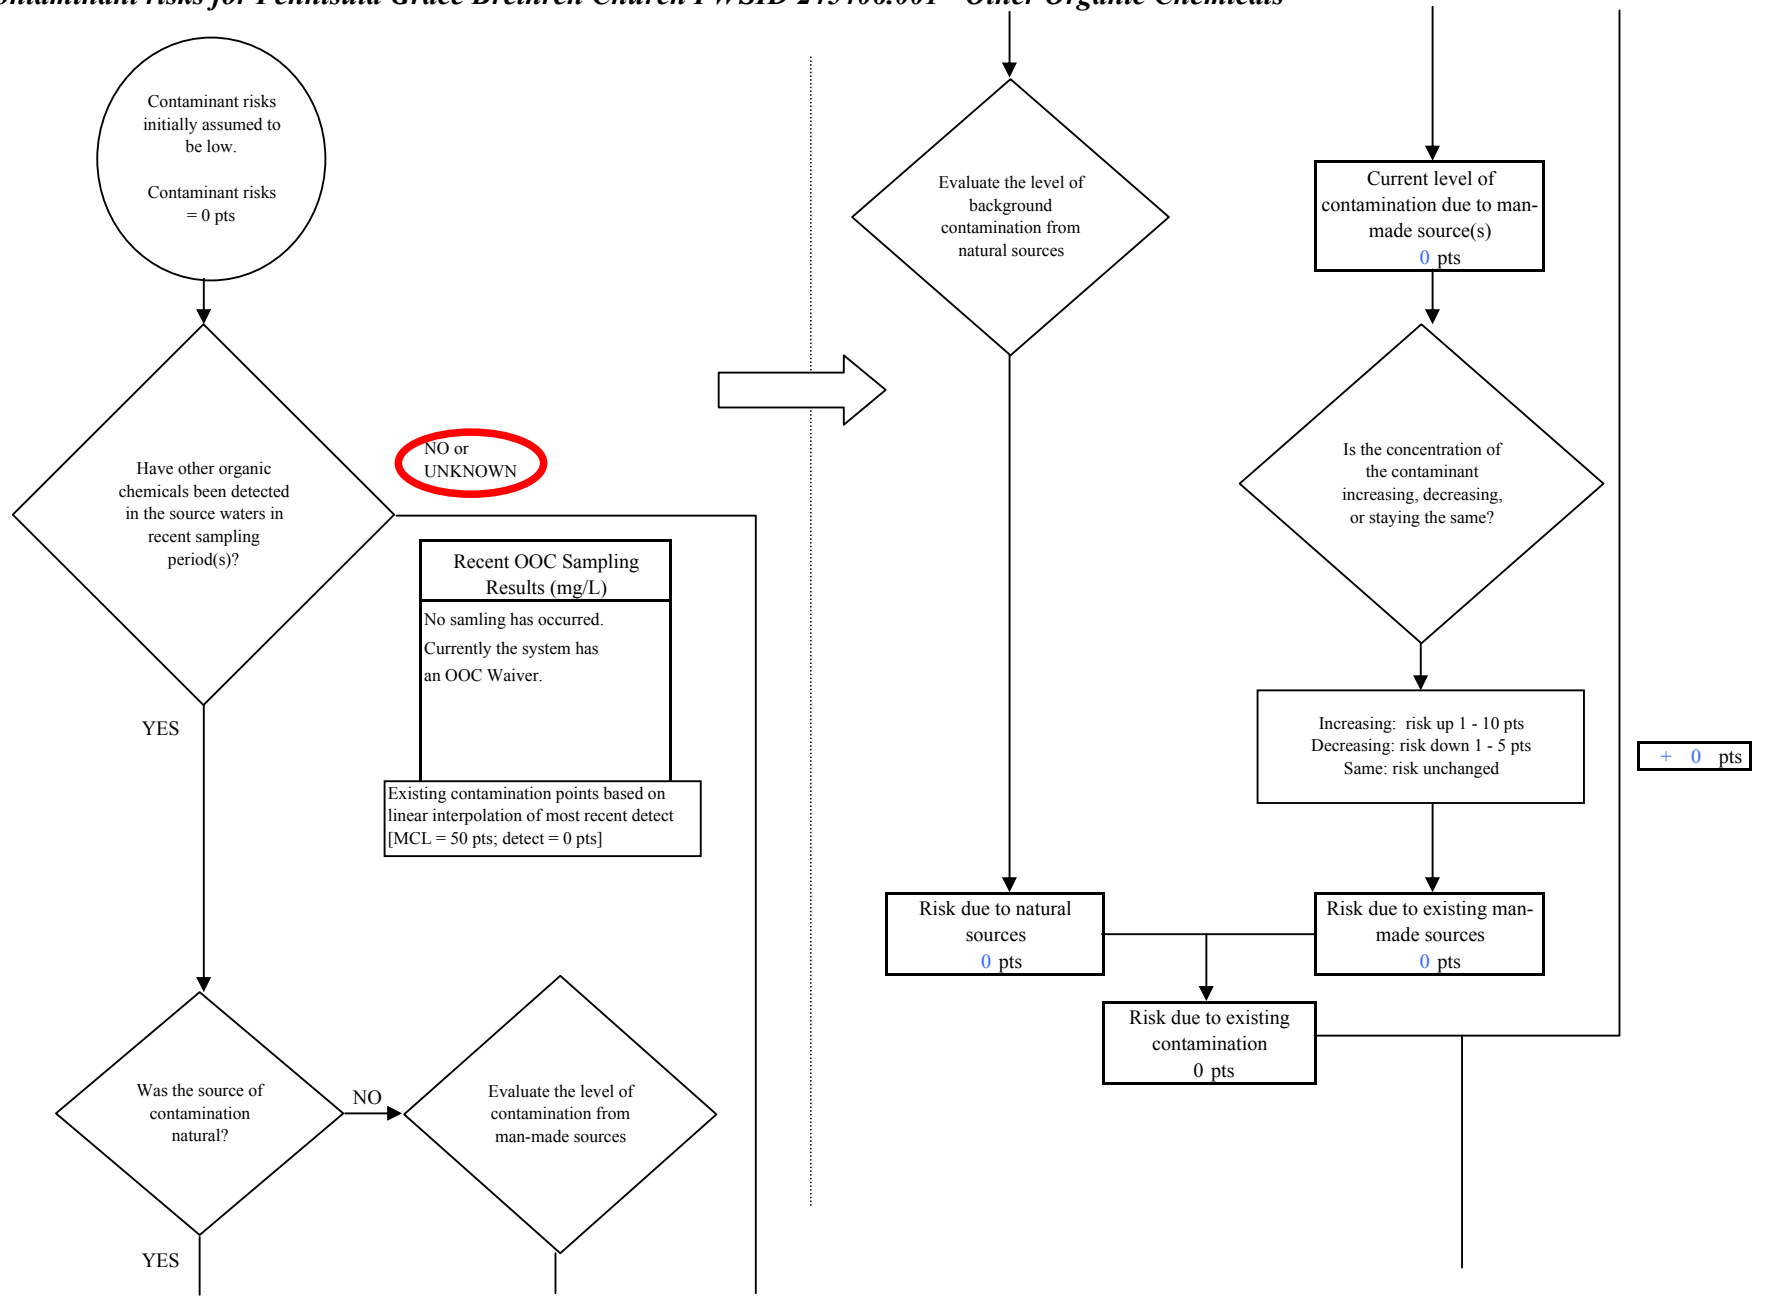 Contaminant risks
initially assumed to
be low.
Contaminant risks
= 0 pts
Have other organic
chemicals been detected
in the source waters in
recent sampling
period(s)?
NO or
UNKNOWN
Recent OOC Sampling
Results (mg/L)
No samling has occurred.
Currently the system has
an OOC Waiver.
YES
Existing contamination points based on
linear interpolation of most recent detect
[MCL = 50 pts; detect = 0 pts]
Was the source of
contamination
natural?
NO
Evaluate the level of
contamination from
man-made sources
YES
Evaluate the level of
background
contamination from
natural sources
Current level of
contamination due to man-
made source(s)
0 pts
Is the concentration of
the contaminant
increasing, decreasing,
or staying the same?
Increasing: risk up 1 - 10 pts
Decreasing: risk down 1 - 5 pts
Same: risk unchanged
+ 0 pts
Risk due to natural
sources
0 pts
Risk due to existing man-
made sources
0 pts
Risk due to existing
contamination
0 pts